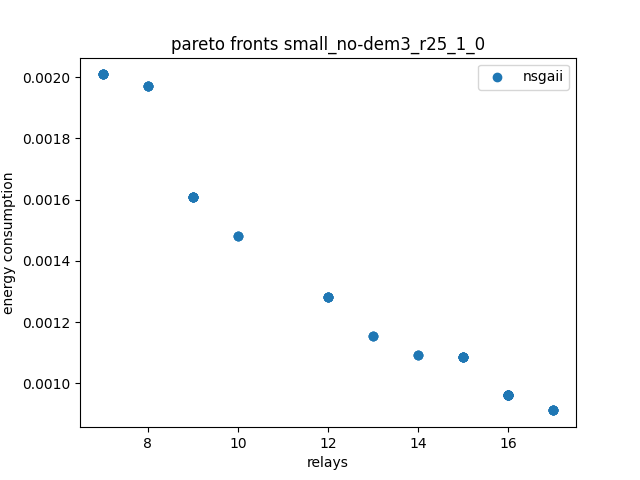 pareto fronts small_no-dem3_r25_1_0
nsgaii
0.0020
0.0018
0.0016
0.0014
0.0012
0.0010
energy consumption
8 10 12 14 16
relays